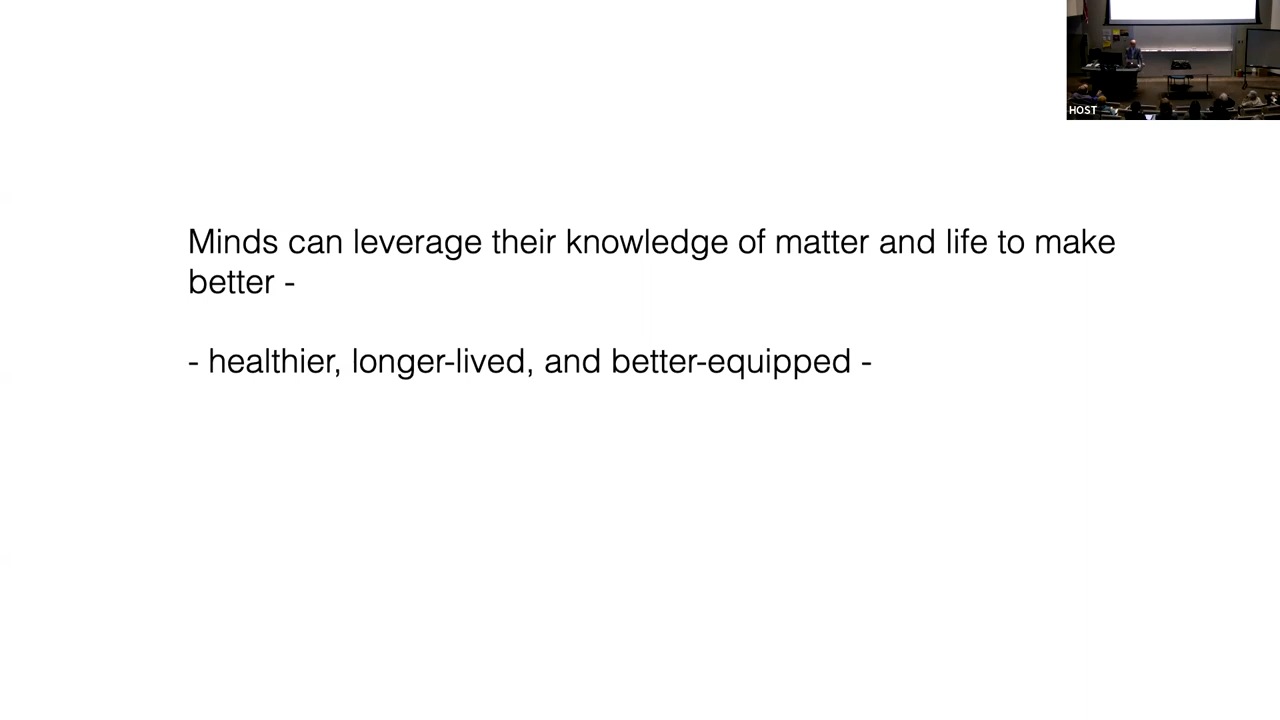 HOST
Minds can leverage their knowledge of matter and life to make
better -
- healthier, longer-lived, and better-equipped -